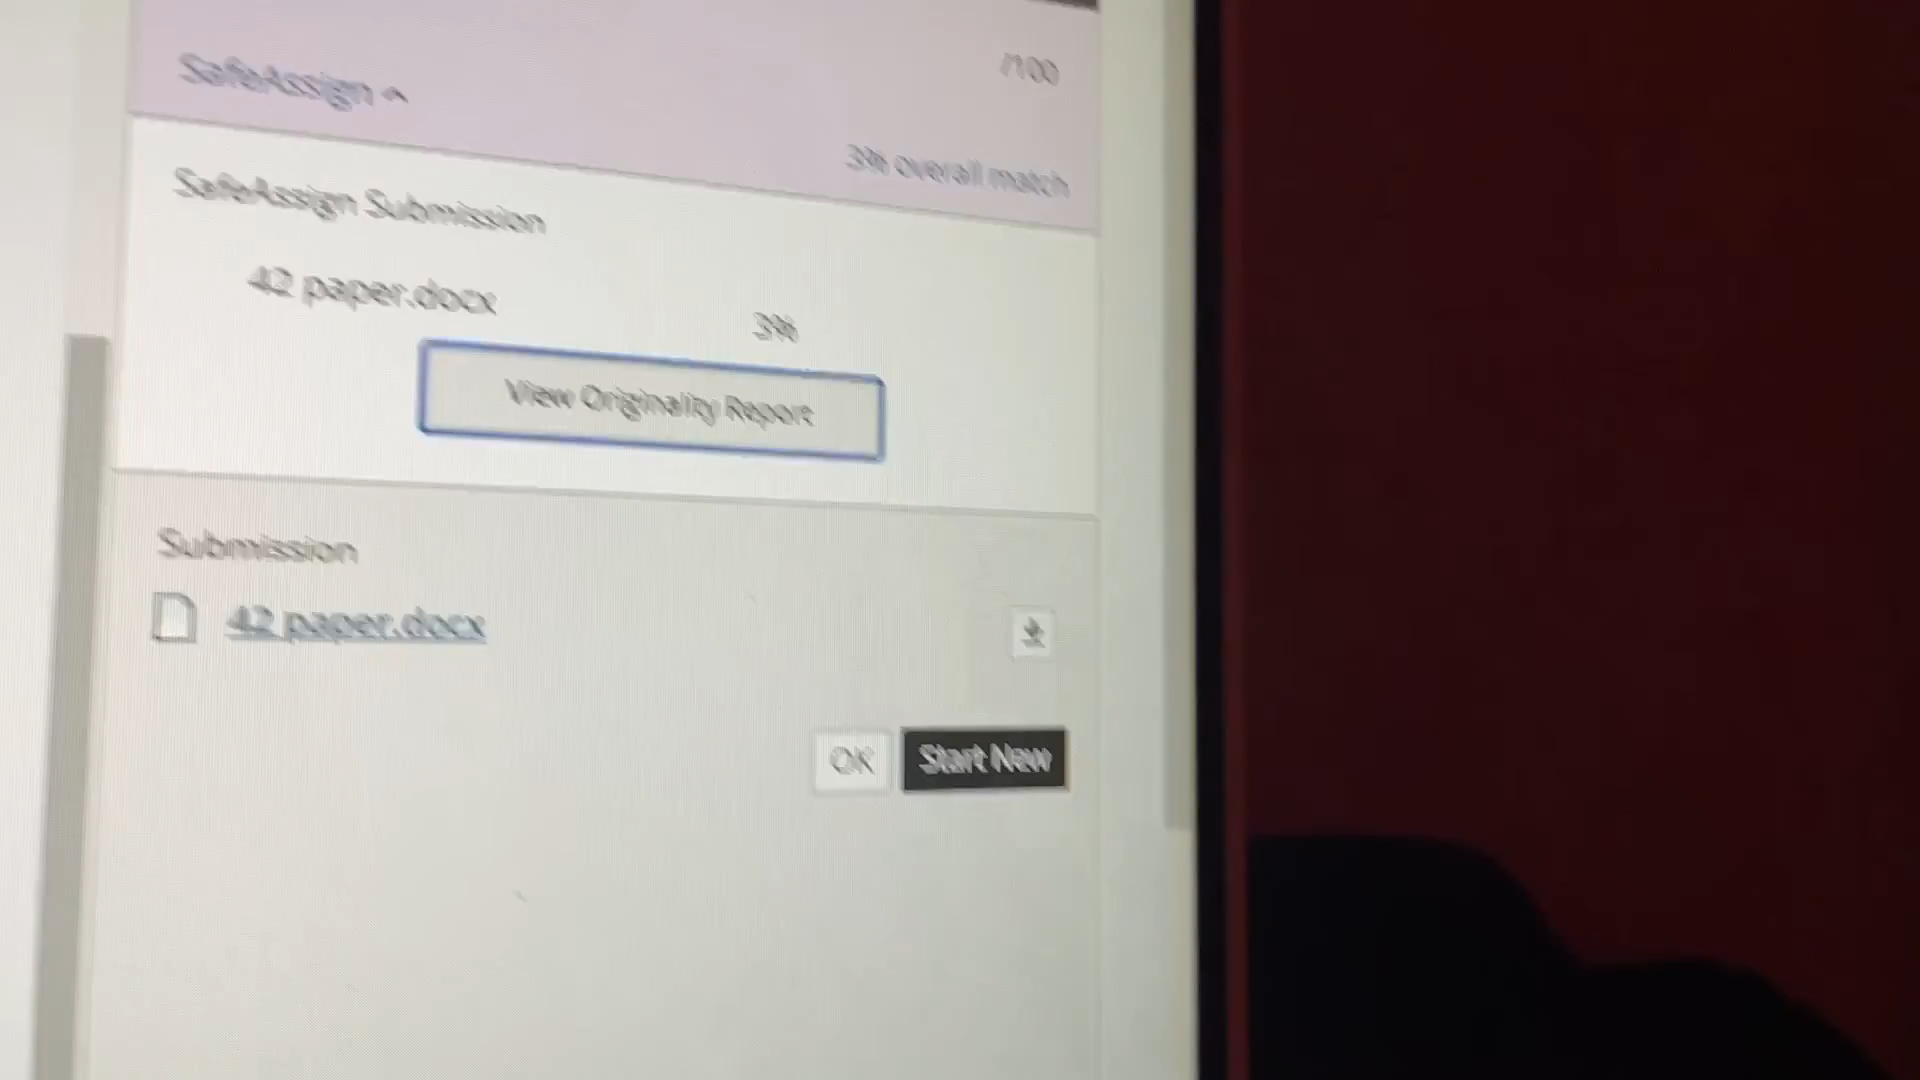 /100
SafeAssign
3% overall match
SafeAssign Submission
42 paper.docx
3%
View Originality Report
Submission
42 paper.docx
OK
Start New